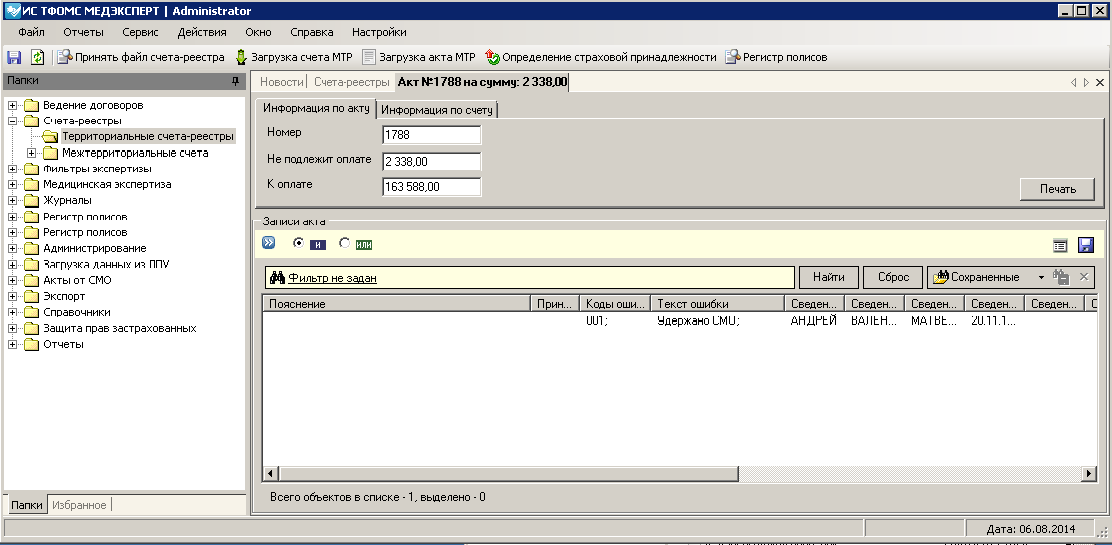 ИС ТФОМС МЕДЭКСПЕРТ | Administrator
Файл Отчеты Сервис Действия Окно Справка Настройки
Принять файл счета-реестра Загрузка счета МТР Загрузка акта МТР Определение страховой принадлежности Регистр полисов
Папки
Ведение договоров
Счета-реестры
Территориальные счета-реестры
Межтерриториальные счета
Фильтры экспертизы
Медицинская экспертиза
Журналы
Регистр полисов
Регистр полисов
Администрирование
Загрузка данных из ППУ
Акты от СМО
Экспорт
Справочники
Защита прав застрахованных
Отчеты
Папки Избранное
Новости Счета-реестры Акт №1788 на сумму: 2 338,00
Информация по акту Информация по счету
Номер 1788
Не подлежит оплате 2 338,00
К оплате 163 588,00
Печать
Записи акта
и или
Фильтр не задан Найти Сброс Сохраненные
Пояснение Прин... Коды оши... Текст ошибки Сведен... Сведен... Сведен... Сведен... Сведен... С
001; Удержано СМО; АНДРЕЙ ВАЛЕН... МАТВЕ... 20.11.1...
Всего объектов в списке - 1, выделено - 0
Дата: 06.08.2014